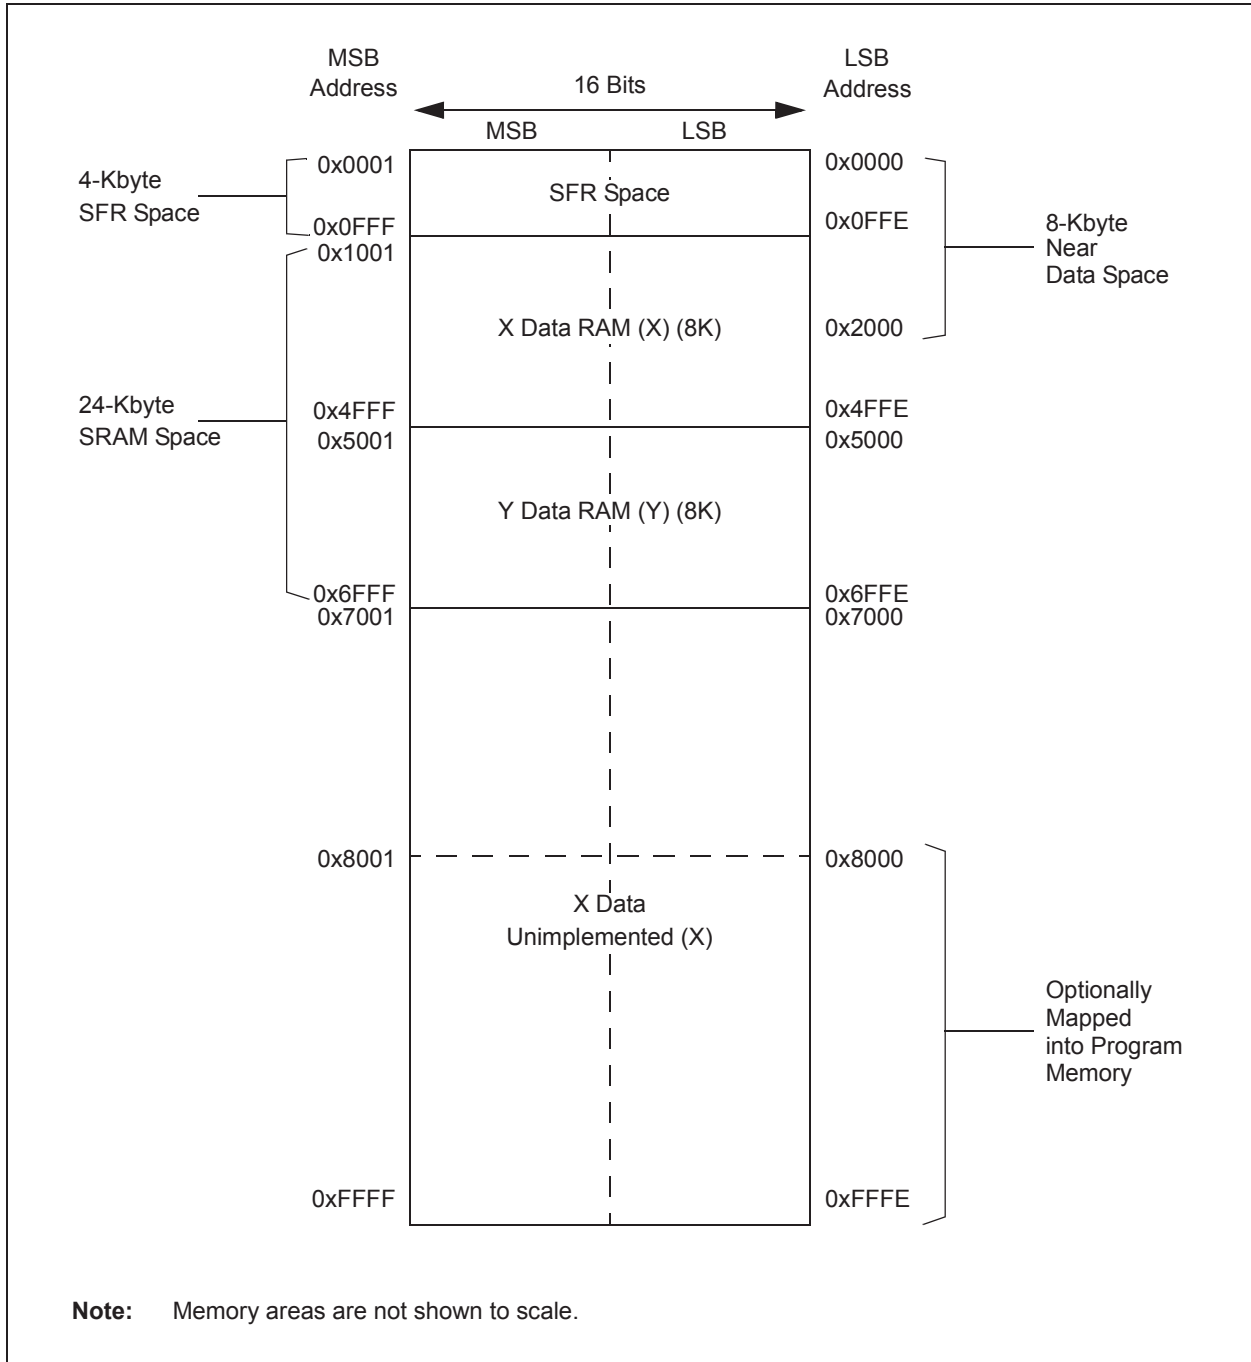 MSB
Address
LSB
Address
16 Bits
MSB
LSB
0x0001
0x0000
4-Kbyte
SFR Space
SFR Space
0x0FFF
0x0FFE
8-Kbyte
Near
Data Space
0x1001
X Data RAM (X) (8K)
0x2000
24-Kbyte
SRAM Space
0x4FFF
0x4FFE
0x5001
0x5000
Y Data RAM (Y) (8K)
0x6FFF
0x6FFE
0x7001
0x7000
0x8001
0x8000
X Data
Unimplemented (X)
Optionally
Mapped
into Program
Memory
0xFFFF
0xFFFE
Note: Memory areas are not shown to scale.